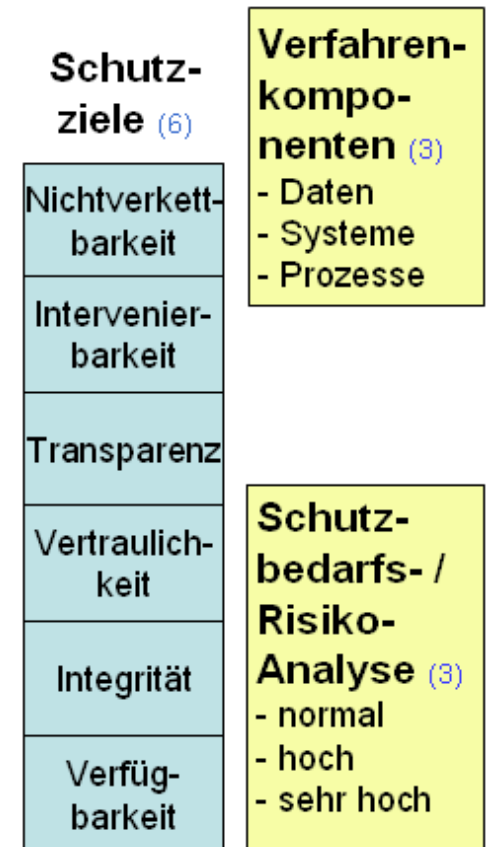 Schutz-
ziele (6)
Nichtverkett-
barkeit
Intervenier-
barkeit
Transparenz
Vertraulich-
keit
Integrität
Verfüg-
barkeit
Verfahren-
kompo-
nenten (3)
- Daten
- Systeme
- Prozesse
Schutz-
bedarfs- /
Risiko-
Analyse (3)
- normal
- hoch
- sehr hoch